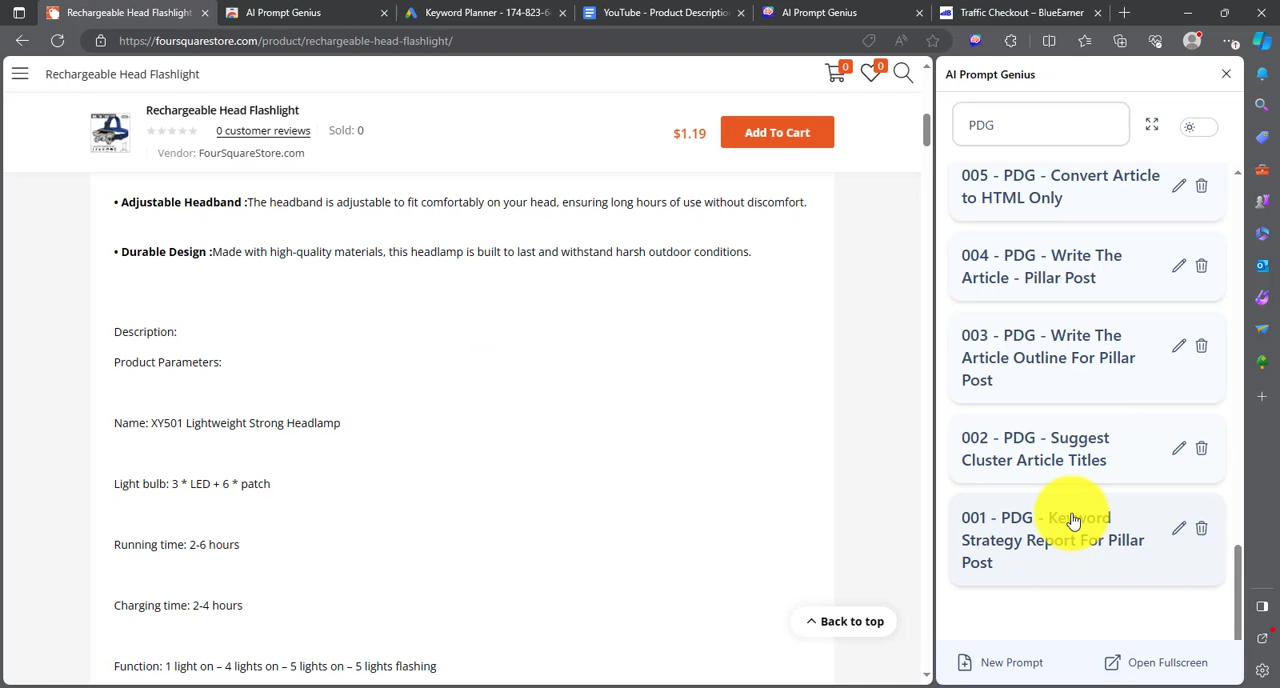 Rechargeable Head Flashlight
AI Prompt Genius
Keyword Planner - 174-823-6
YouTube - Product Descriptio
AI Prompt Genius
Traffic Checkout – BlueEarner
https://foursquarestore.com/product/rechargeable-head-flashlight/
Rechargeable Head Flashlight
0
0
Rechargeable Head Flashlight
0 customer reviews
Sold: 0
Vendor: FourSquareStore.com
$1.19
Add To Cart
• Adjustable Headband :The headband is adjustable to fit comfortably on your head, ensuring long hours of use without discomfort.
• Durable Design :Made with high-quality materials, this headlamp is built to last and withstand harsh outdoor conditions.
Description:
Product Parameters:
Name: XY501 Lightweight Strong Headlamp
Light bulb: 3 * LED + 6 * patch
Running time: 2-6 hours
Charging time: 2-4 hours
Function: 1 light on – 4 lights on – 5 lights on – 5 lights flashing
Back to top
AI Prompt Genius
PDG
005 - PDG - Convert Article
to HTML Only
004 - PDG - Write The
Article - Pillar Post
003 - PDG - Write The
Article Outline For Pillar
Post
002 - PDG - Suggest
Cluster Article Titles
001 - PDG - Keyword
Strategy Report For Pillar
Post
New Prompt
Open Fullscreen